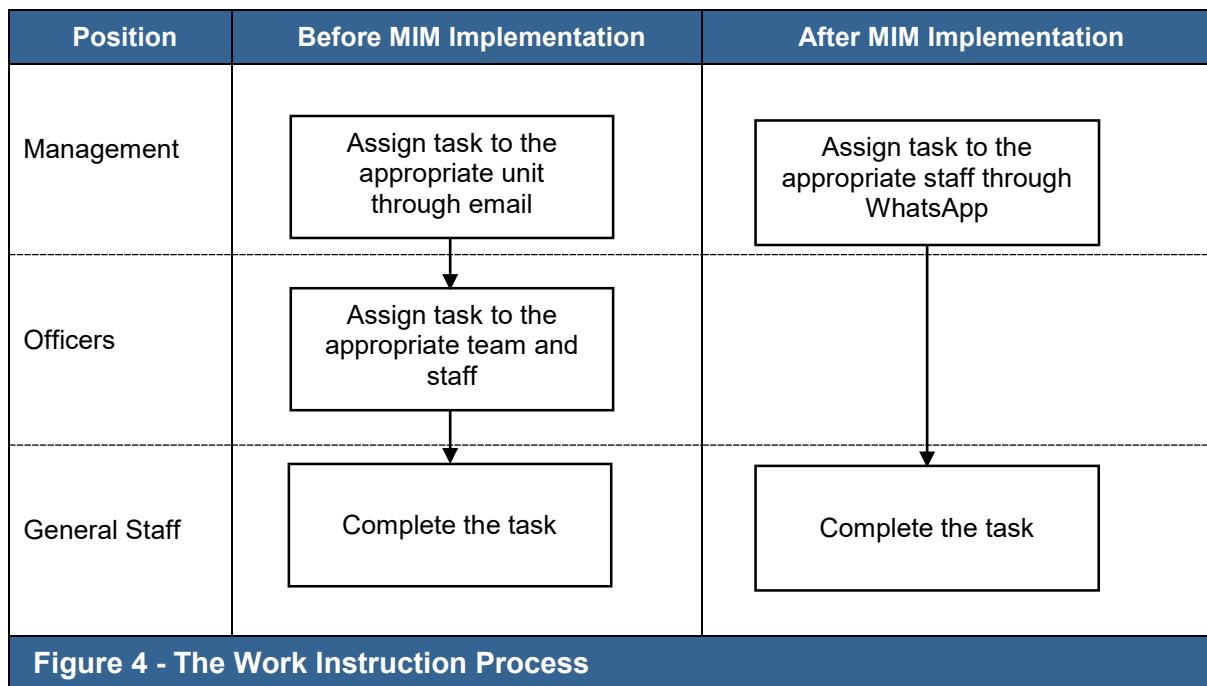 Position
Before MIM Implementation
After MIM Implementation
Management
Assign task to the
appropriate unit
through email
Assign task to the
appropriate staff through
WhatsApp
Officers
Assign task to the
appropriate team and
staff
General Staff
Complete the task
Complete the task
Figure 4 - The Work Instruction Process